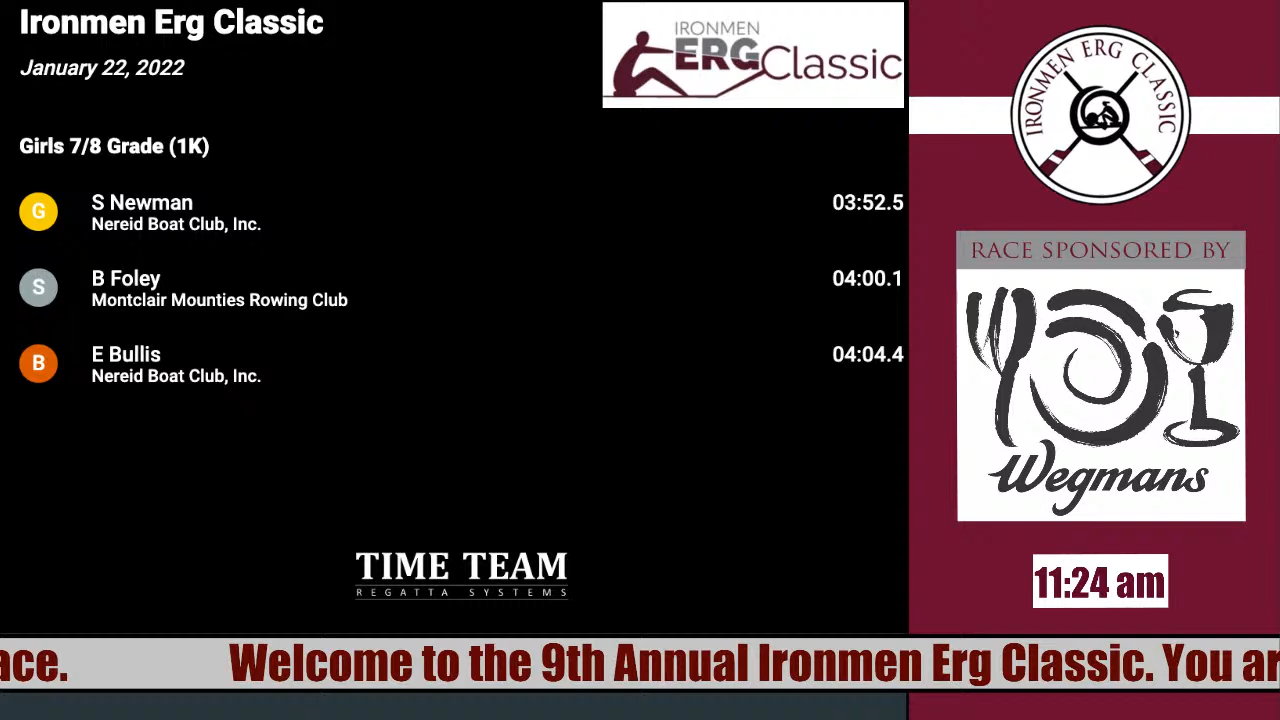 Ironmen Erg Classic
January 22, 2022
IRONMEN
ERGClassic
Girls 7/8 Grade (1K)
G
S Newman
03:52.5
Nereid Boat Club, Inc.
S
B Foley
04:00.1
Montclair Mounties Rowing Club
B
E Bullis
04:04.4
Nereid Boat Club, Inc.
TIME TEAM
REGATTA SYSTEMS
IRONMEN ERG CLASSIC
RACE SPONSORED BY
Wegmans
11:24 am
ace. Welcome to the 9th Annual Ironmen Erg Classic. You ar